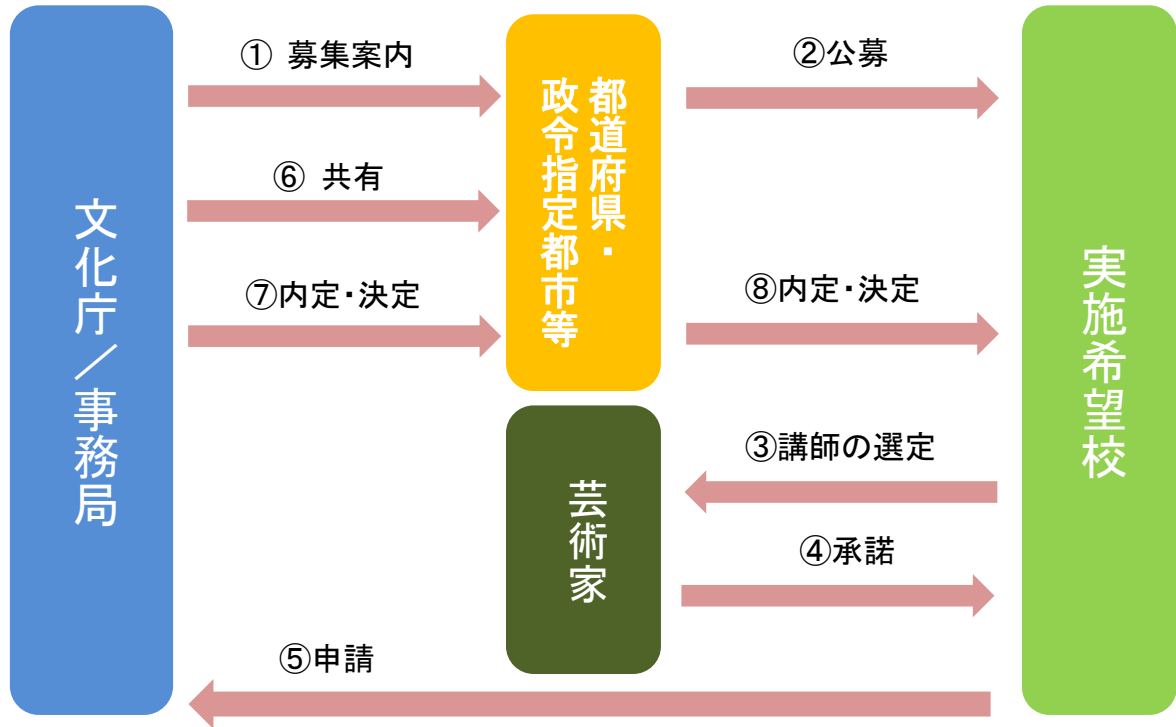 文化庁／事務局
① 募集案内
⑥ 共有
⑦内定・決定
都道府県・
政令指定都市等
芸術家
②公募
⑧内定・決定
③講師の選定
④承諾
⑤申請
実施希望校